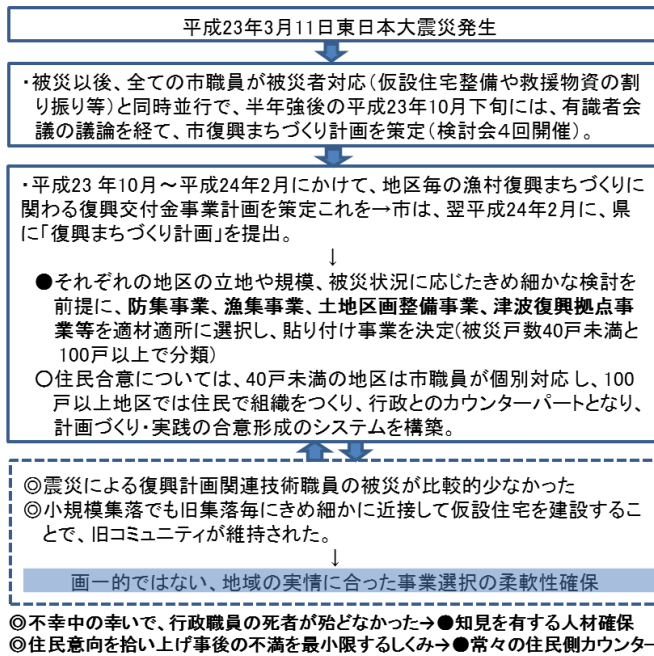 平成23年3月11日東日本大震災発生
・被災以後、全ての市職員が被災者対応(仮設住宅整備や救援物資の割
り振り等)と同時並行で、半年強後の平成23年10月下旬には、有識者会
議の議論を経て、市復興まちづくり計画を策定(検討会4回開催)。
・平成23 年10月～平成24年2月にかけて、地区毎の漁村復興まちづくりに
関わる復興交付金事業計画を策定これを→市は、翌平成24年2月に、県
に「復興まちづくり計画」を提出。
↓
●それぞれの地区の立地や規模、被災状況に応じたきめ細かな検討を
前提に、防集事業、漁集事業、土地区画整備事業、津波復興拠点事
業等を適材適所に選択し、貼り付け事業を決定(被災戸数40戸未満と
100戸以上で分類)
○住民合意については、40戸未満の地区は市職員が個別対応し、100
戸以上地区では住民で組織をつくり、行政とのカウンターパートとなり、
計画づくり・実践の合意形成のシステムを構築。
◎震災による復興計画関連技術職員の被災が比較的少なかった
◎小規模集落でも旧集落毎にきめ細かに近接して仮設住宅を建設するこ
とで、旧コミュニティが維持された。
↓
画一的ではない、地域の実情に合った事業選択の柔軟性確保
◎不幸中の幸いで、行政職員の死者が殆どなかった→●知見を有する人材確保
◎住民意向を拾い上げ事後の不満を最小限するしくみ→●常々の住民側カウンター